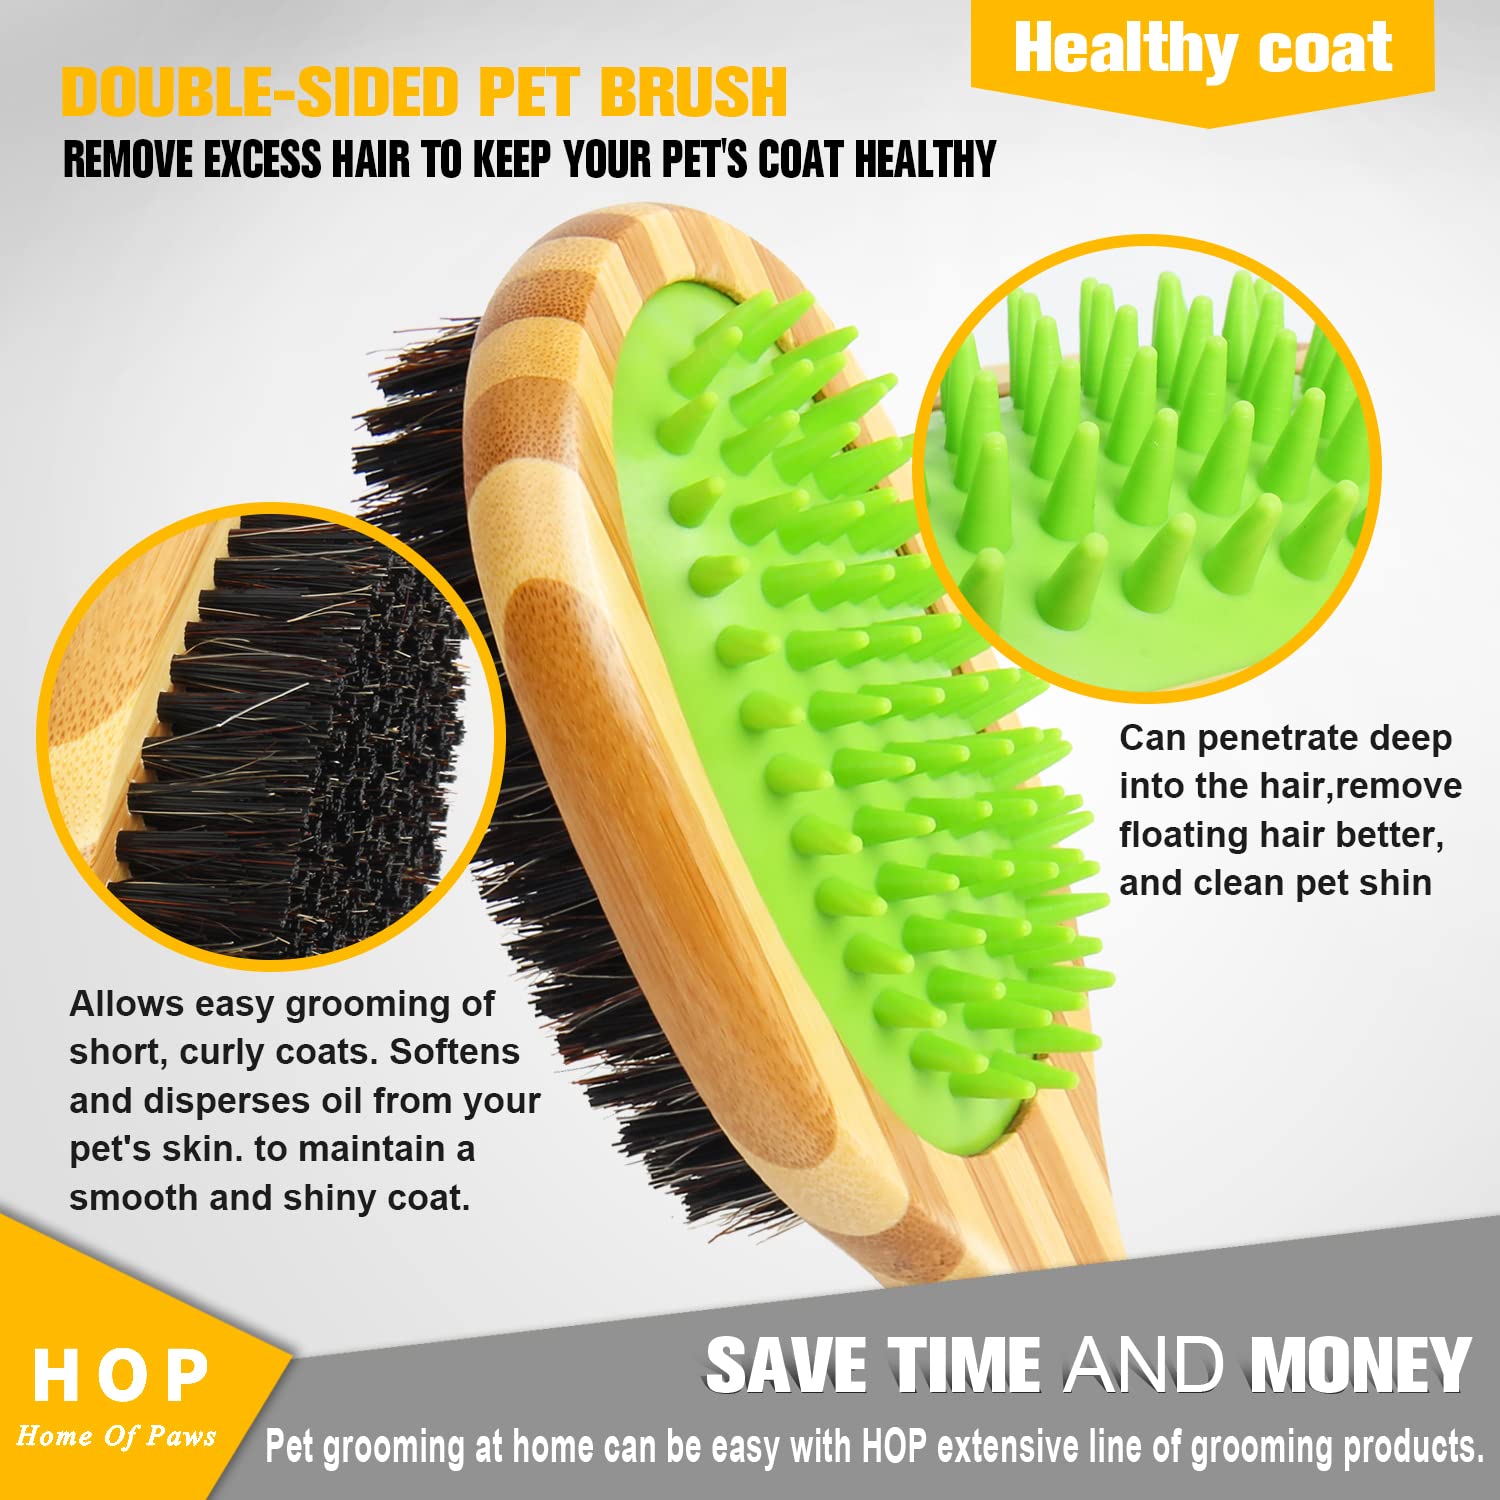 Healthy coat
DOUBLE-SIDED PET BRUSH
REMOVE EXCESS HAIR TO KEEP YOUR PET'S COAT HEALTHY
Can penetrate deep
into the hair,remove
floating hair better,
and clean pet shin
Allows easy grooming of
short, curly coats. Softens
and disperses oil from your
pet's skin. to maintain a
smooth and shiny coat.
HOP
Home Of Paws
SAVE TIME AND MONEY
Pet grooming at home can be easy with HOP extensive line of grooming products.